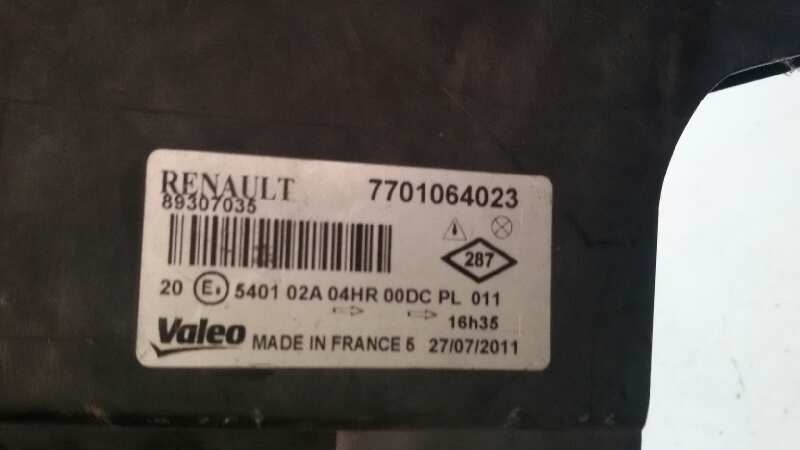 RENAULT 7701064023
89307035
287
20 E 5401 02A 04HR 00DC PL 011
16h35
Valeo MADE IN FRANCE 5 27/07/2011